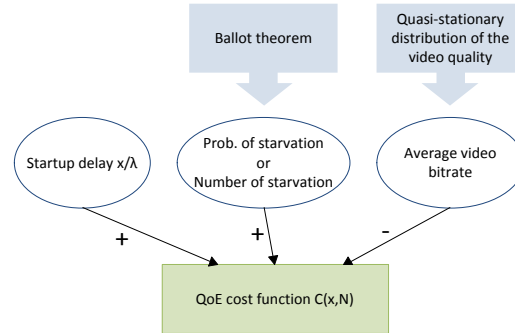 Ballot theorem
Quasi-stationary
distribution of the
video quality
Startup delay x/λ
Prob. of starvation
or
Number of starvation
Average video
bitrate
+
+
-
QoE cost function C(x,N)